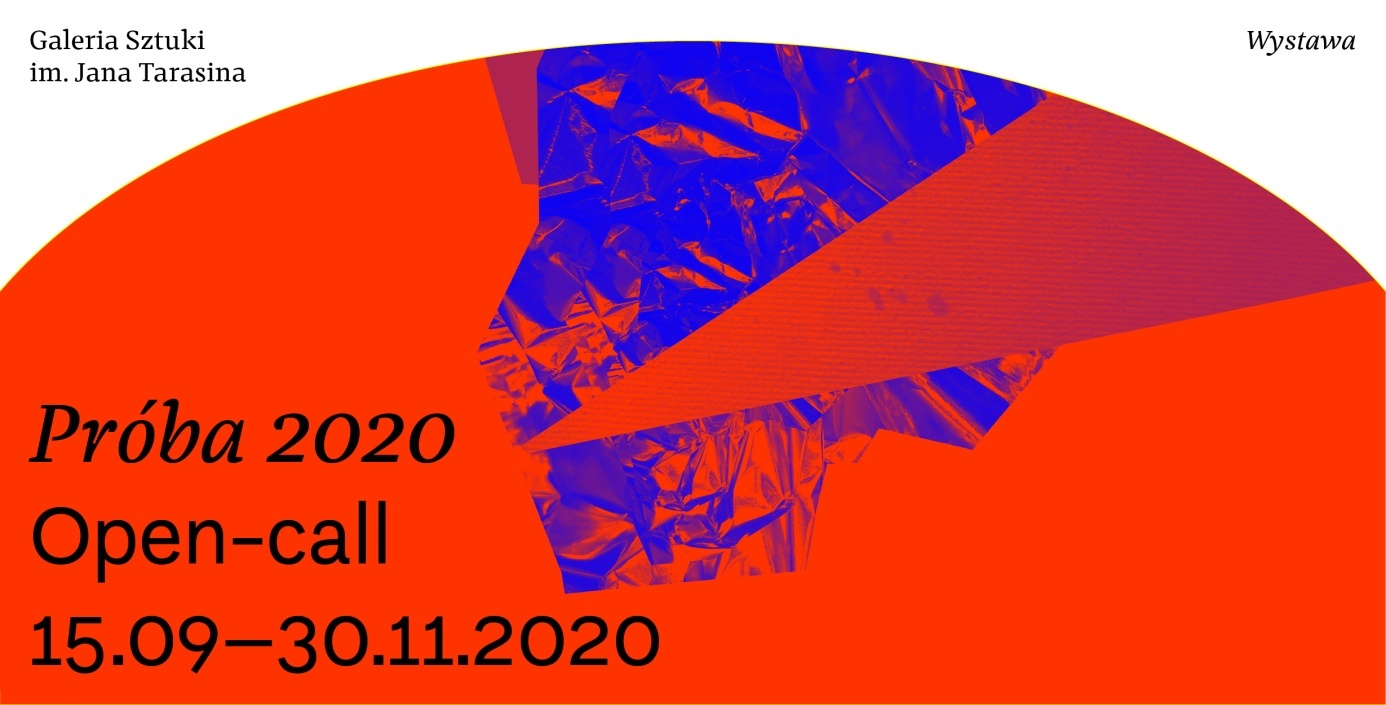 Galeria Sztuki
im. Jana Tarasina
Wystawa
Próba 2020
Open-call
15.09—30.11.2020